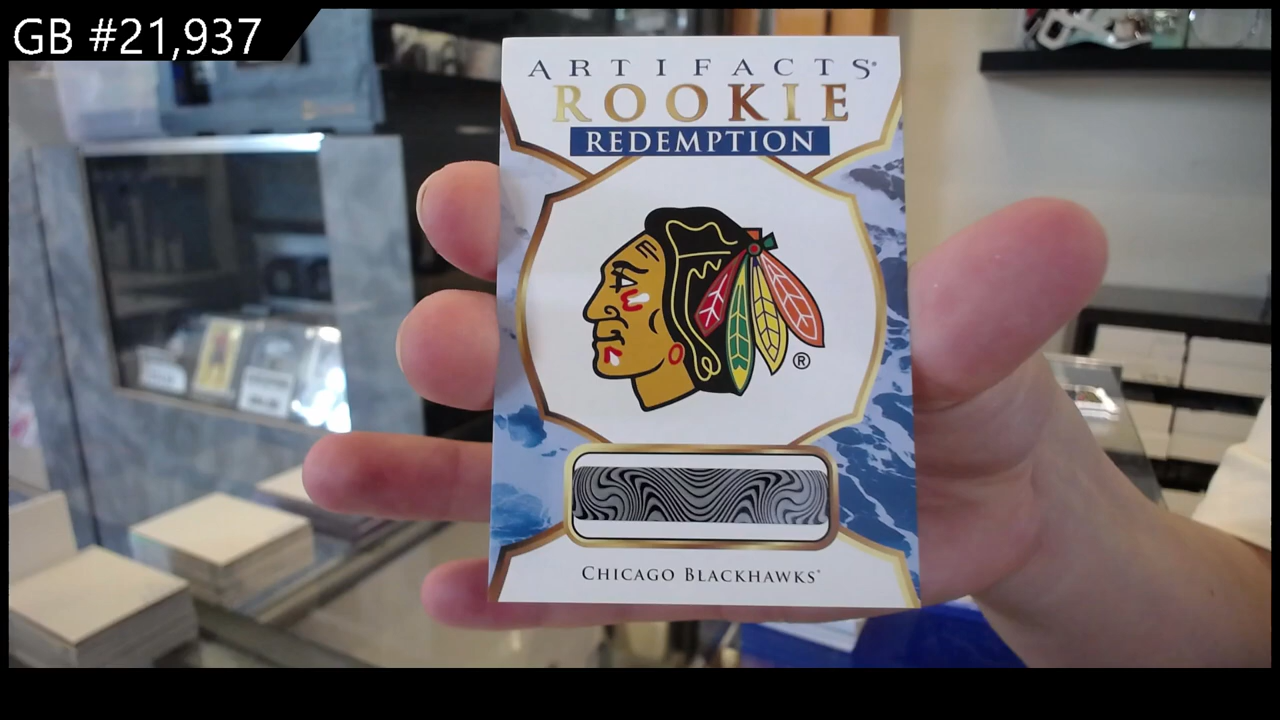 GB #21,937
ARTIFACTS
ROOKIE
REDEMPTION
®
CHICAGO BLACKHAWKS